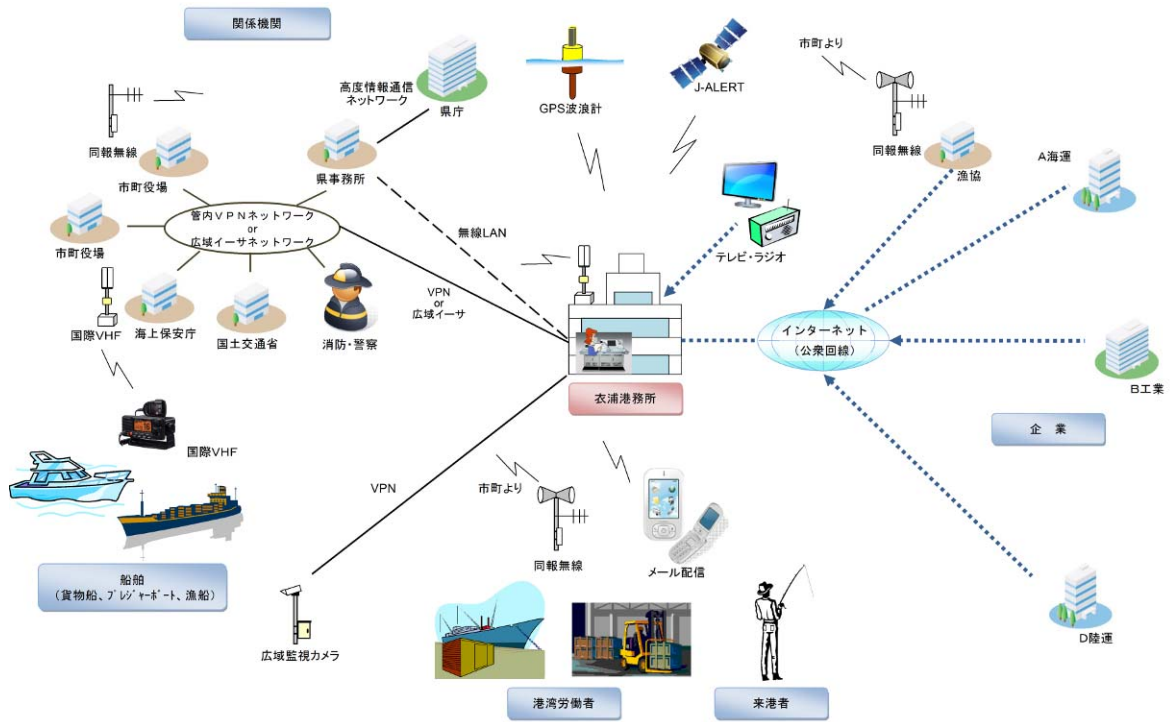 関係機関
市町より
高度情報通信
ネットワーク
県庁
GPS波浪計
J-ALERT
同報無線
市町役場
県事務所
同報無線
漁協
A海運
管内VPNネットワーク
or
広域イーサネットワーク
無線LAN
テレビ・ラジオ
市町役場
国際VHF
海上保安庁
国土交通省
消防・警察
VPN
or
広域イーサ
インターネット
(公衆回線)
B工業
衣浦港務所
企 業
国際VHF
VPN
市町より
同報無線
メール配信
船舶
(貨物船、プレジャーボート、漁船)
広域監視カメラ
D陸運
港湾労働者
来港者